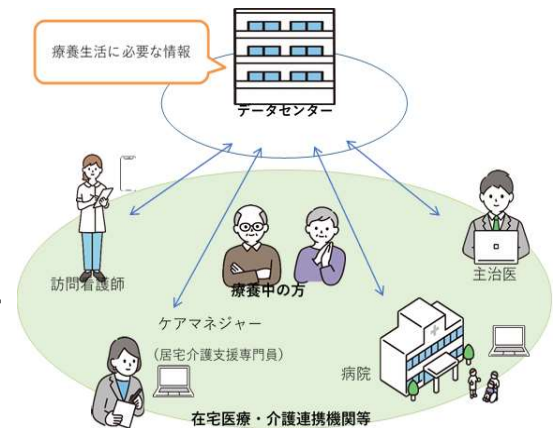 療養生活に必要な情報
データセンター
訪問看護師
療養中の方
主治医
ケアマネジャー
(居宅介護支援専門員)
病院
在宅医療・介護連携機関等